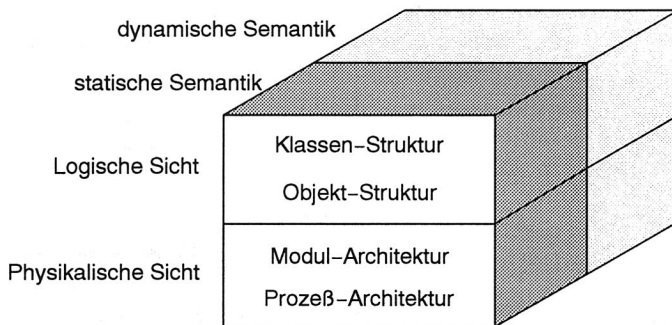 dynamische Semantik
statische Semantik
Klassen–Struktur
Logische Sicht
Objekt–Struktur
Modul–Architektur
Physikalische Sicht
Prozeß–Architektur